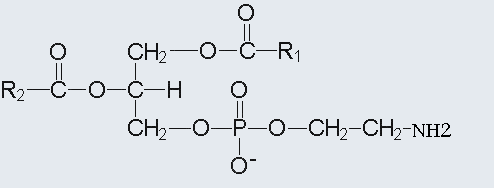 O O
CH2—O—C—R1
R2—C—O—C—H O
CH2—O—P—O—CH2—CH2—NH2
O-